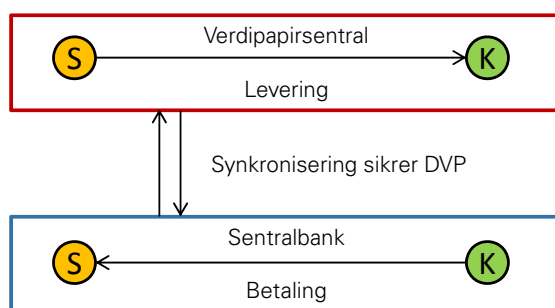 Verdipapirsentral
S K
Levering
Synkronisering sikrer DVP
Sentralbank
S K
Betaling